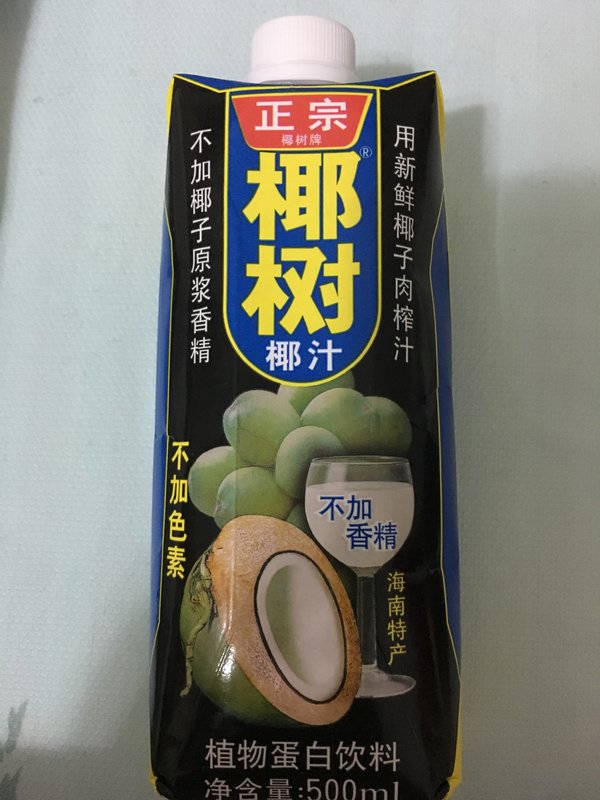 正宗
椰树牌
椰树®
椰汁
不加椰子原浆香精
用新鲜椰子肉榨汁
不加色素
不加
香精
海南特产
植物蛋白饮料
净含量:500ml